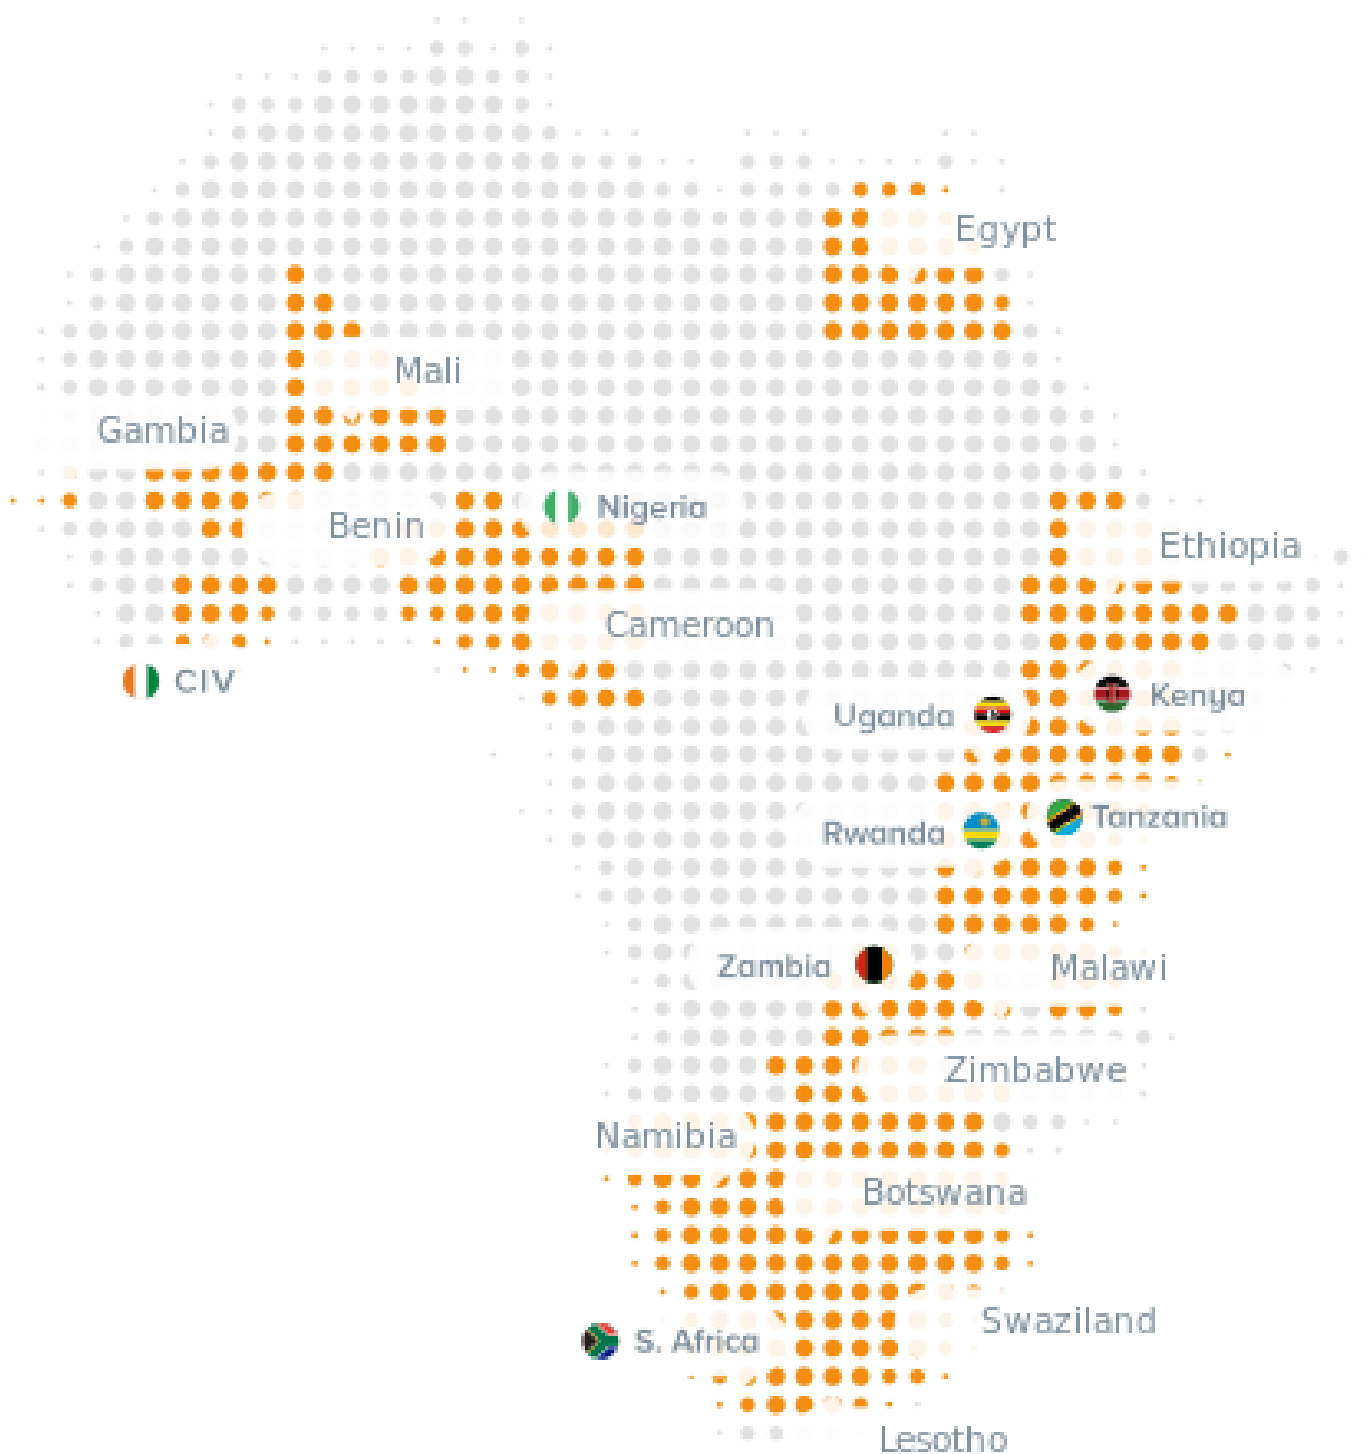 Egypt
Mali
Gambia
Nigeria
Benin
Ethiopia
Cameroon
CIV
Kenya
Uganda
Tanzania
Rwanda
Zambia
Malawi
Zimbabwe
Namibia
Botswana
Swaziland
S. Africa
Lesotho